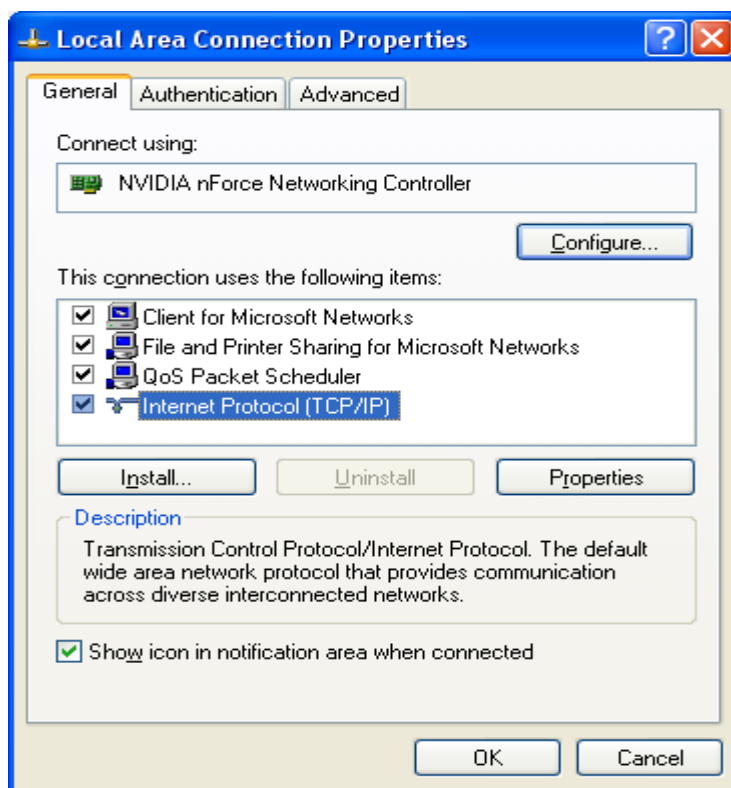 Local Area Connection Properties
General Authentication Advanced
Connect using:
NVIDIA nForce Networking Controller
Configure...
This connection uses the following items:
Client for Microsoft Networks
File and Printer Sharing for Microsoft Networks
QoS Packet Scheduler
Internet Protocol (TCP/IP)
Install... Uninstall Properties
Description
Transmission Control Protocol/Internet Protocol. The default
wide area network protocol that provides communication
across diverse interconnected networks.
Show icon in notification area when connected
OK Cancel